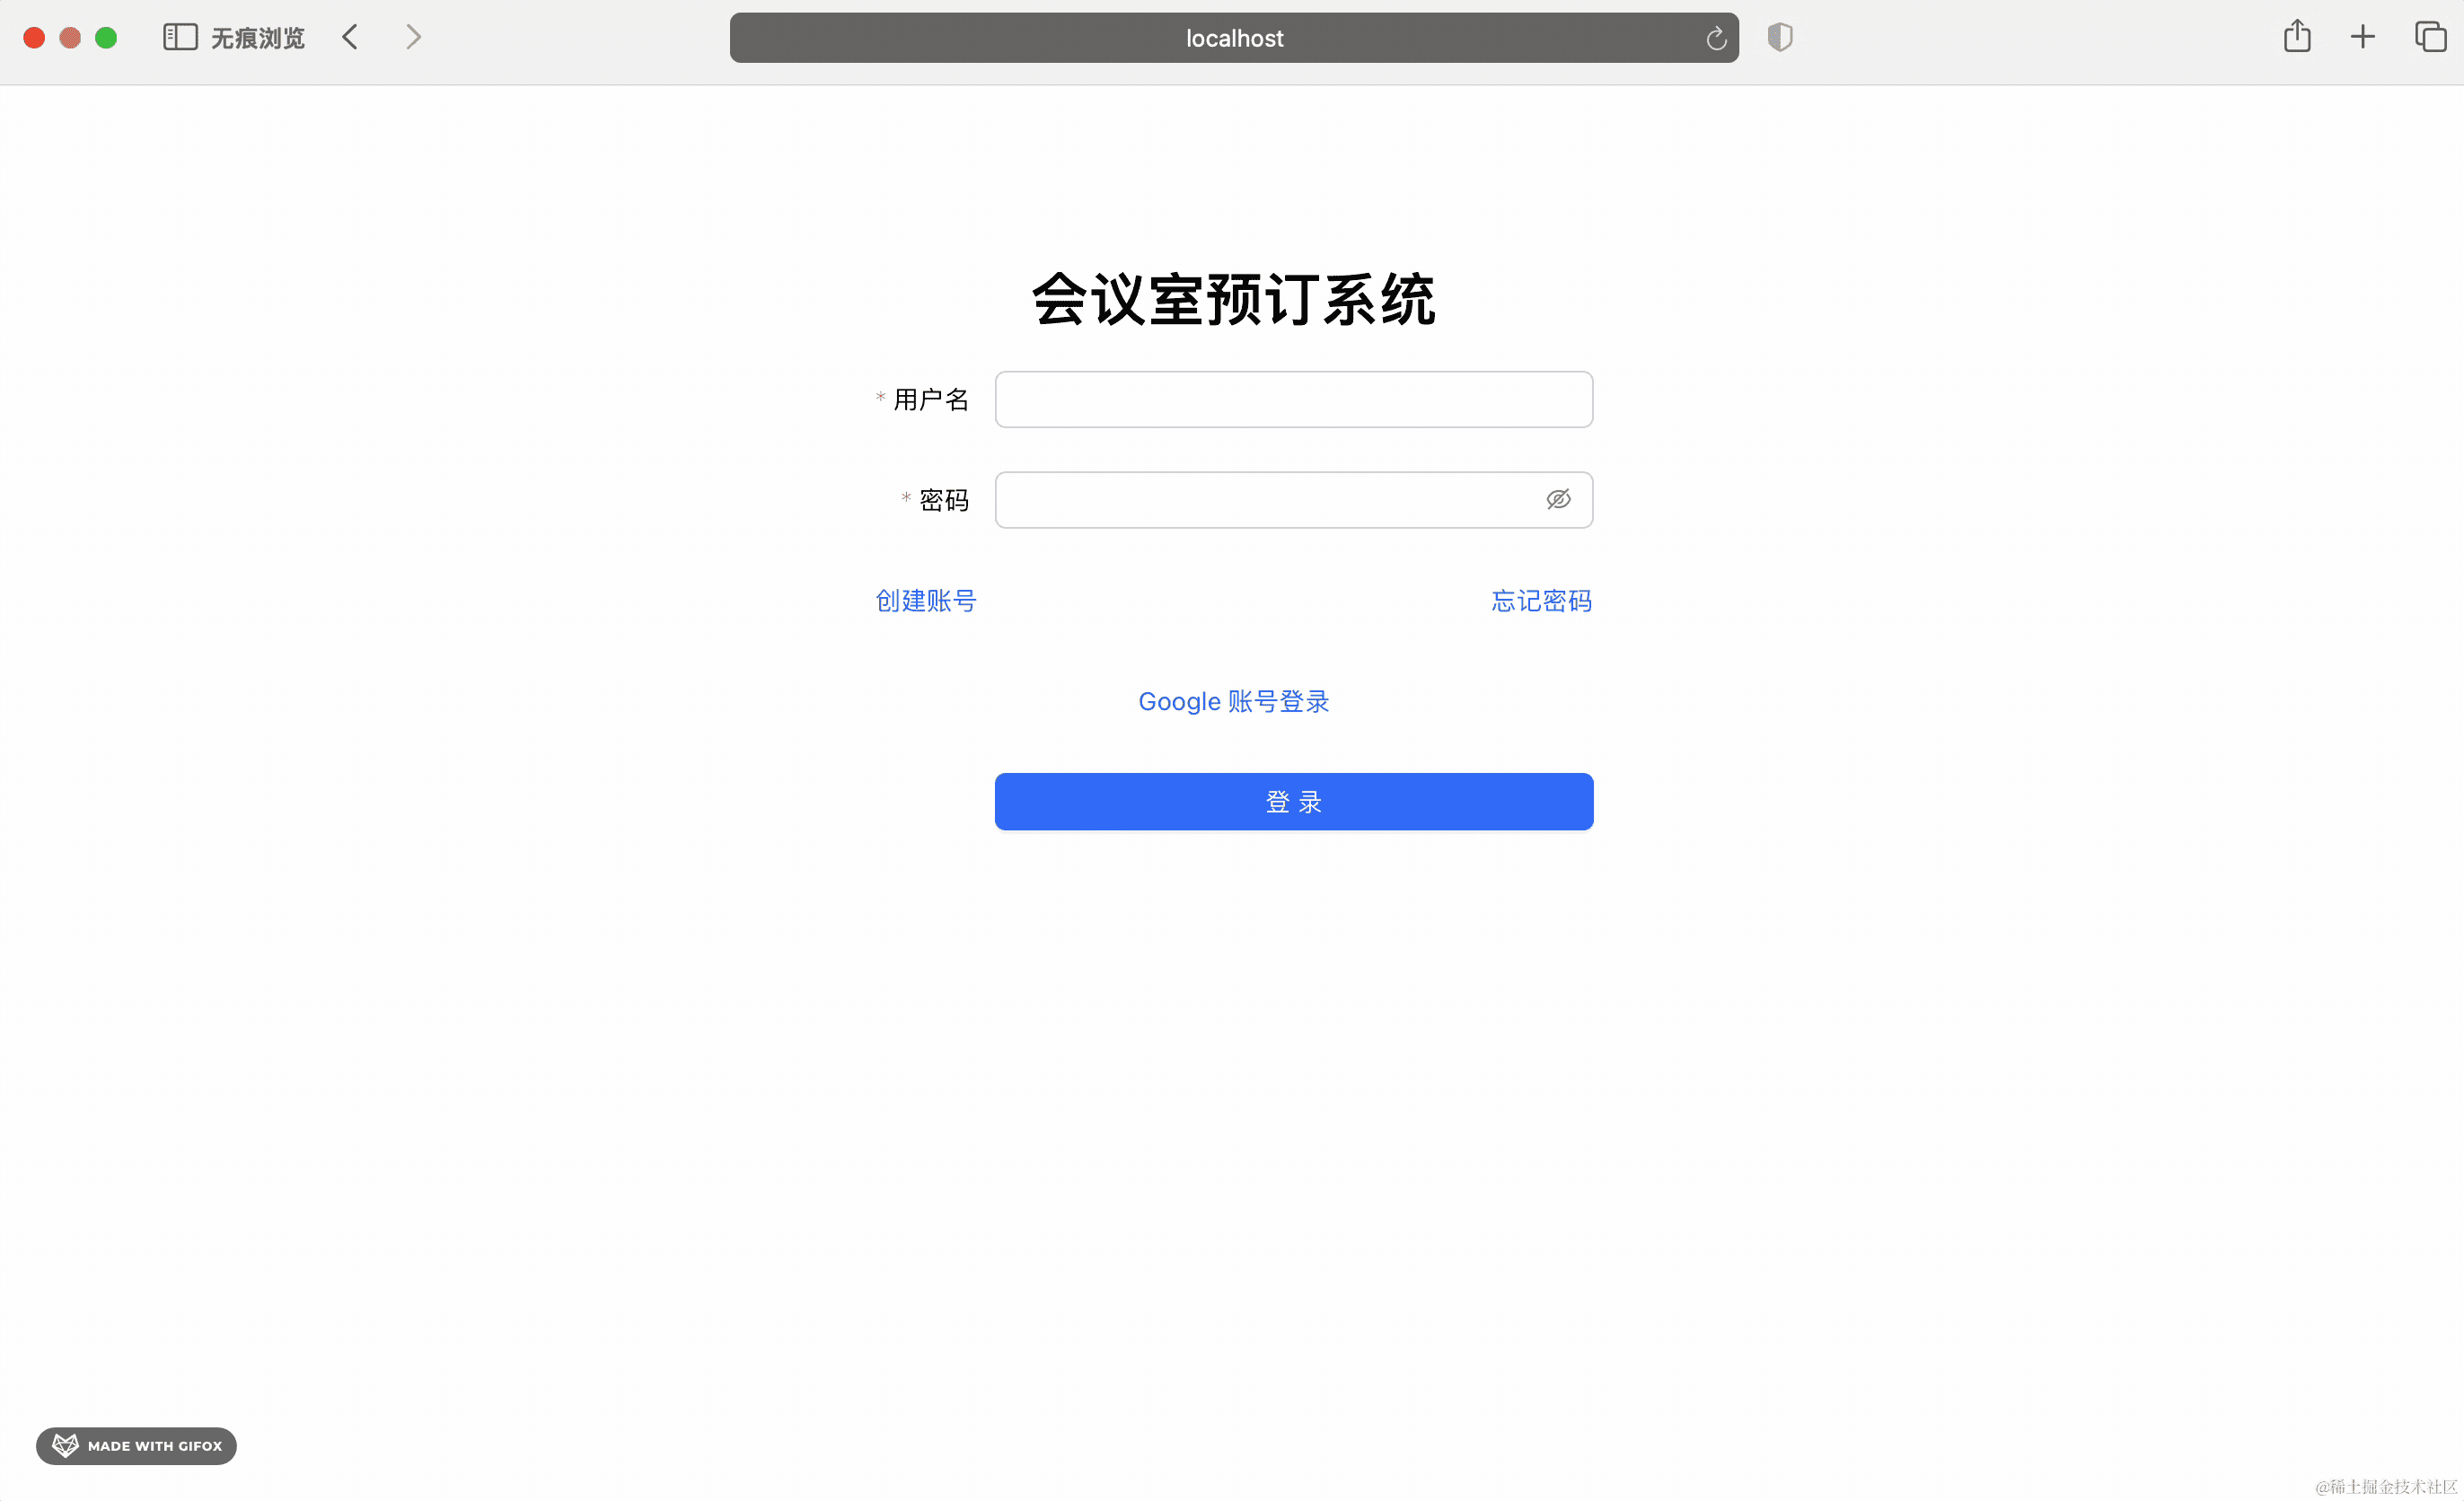 无痕浏览
localhost
会议室预订系统
* 用户名
* 密码
创建账号 忘记密码
Google 账号登录
登 录
MADE WITH GIFOX
@稀土掘金技术社区